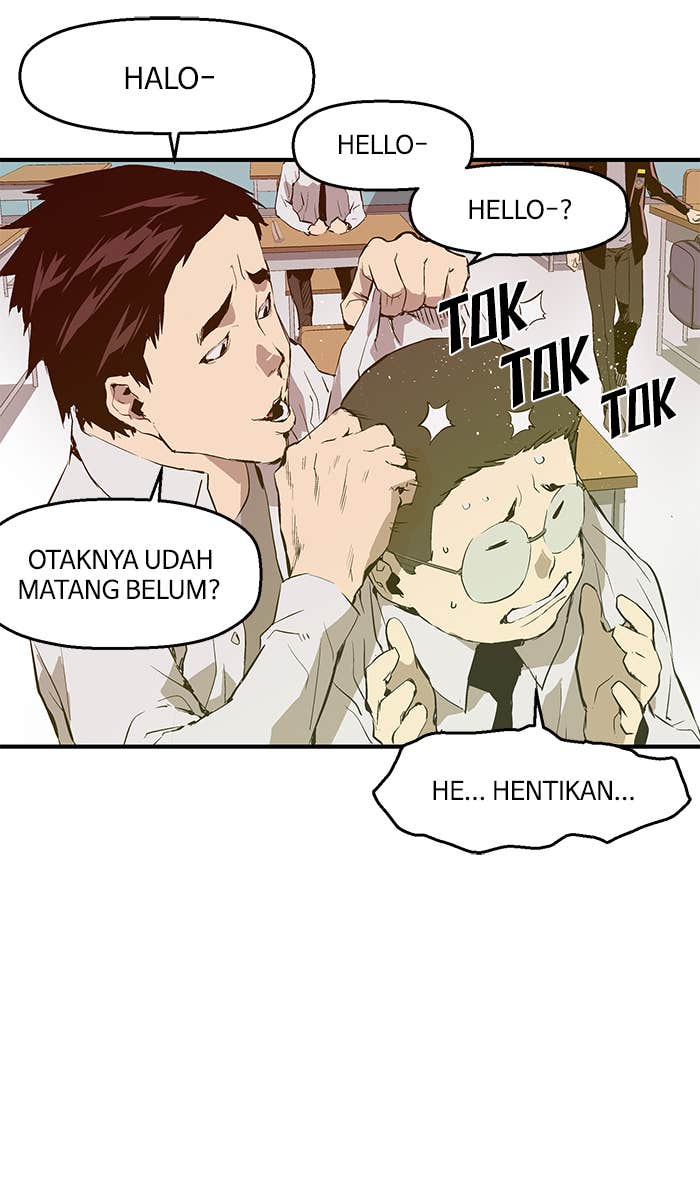 HALO-
HELLO-
HELLO-?
TOK
TOK
TOK
OTAKNYA UDAH
MATANG BELUM?
HE... HENTIKAN...